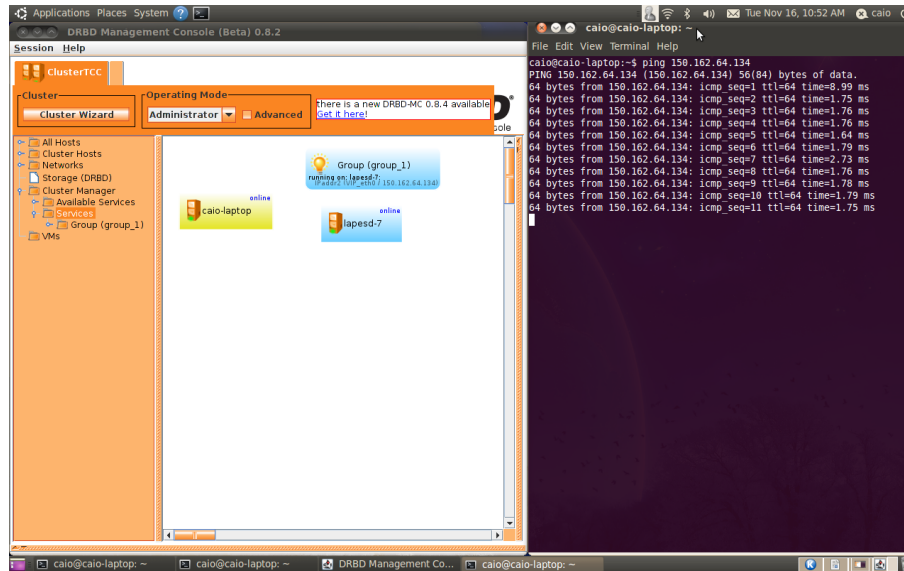 Applications Places System
Tue Nov 16, 10:52 AM
caio
DRBD Management Console (Beta) 0.8.2
Session Help
ClusterTCC
Cluster
Cluster Wizard
Operating Mode
Administrator
Advanced
there is a new DRBD-MC 0.8.4 available
Get it here!
All Hosts
Cluster Hosts
Networks
Storage (DRBD)
Cluster Manager
Available Services
Services
Group (group_1)
VMs
Group (group_1)
running on: lapesd-7:
IPaddr2 (VIP_eth0 / 150.162.64.134)
online
caio-laptop
online
lapesd-7
caio@caio-laptop: ~
File Edit View Terminal Help
caio@caio-laptop:~$ ping 150.162.64.134
PING 150.162.64.134 (150.162.64.134) 56(84) bytes of data.
64 bytes from 150.162.64.134: icmp_seq=1 ttl=64 time=8.99 ms
64 bytes from 150.162.64.134: icmp_seq=2 ttl=64 time=1.75 ms
64 bytes from 150.162.64.134: icmp_seq=3 ttl=64 time=1.76 ms
64 bytes from 150.162.64.134: icmp_seq=4 ttl=64 time=1.76 ms
64 bytes from 150.162.64.134: icmp_seq=5 ttl=64 time=1.64 ms
64 bytes from 150.162.64.134: icmp_seq=6 ttl=64 time=1.79 ms
64 bytes from 150.162.64.134: icmp_seq=7 ttl=64 time=2.73 ms
64 bytes from 150.162.64.134: icmp_seq=8 ttl=64 time=1.76 ms
64 bytes from 150.162.64.134: icmp_seq=9 ttl=64 time=1.78 ms
64 bytes from 150.162.64.134: icmp_seq=10 ttl=64 time=1.79 ms
64 bytes from 150.162.64.134: icmp_seq=11 ttl=64 time=1.75 ms
caio@caio-laptop: ~
caio@caio-laptop: ~
DRBD Management Co...
caio@caio-laptop: ~